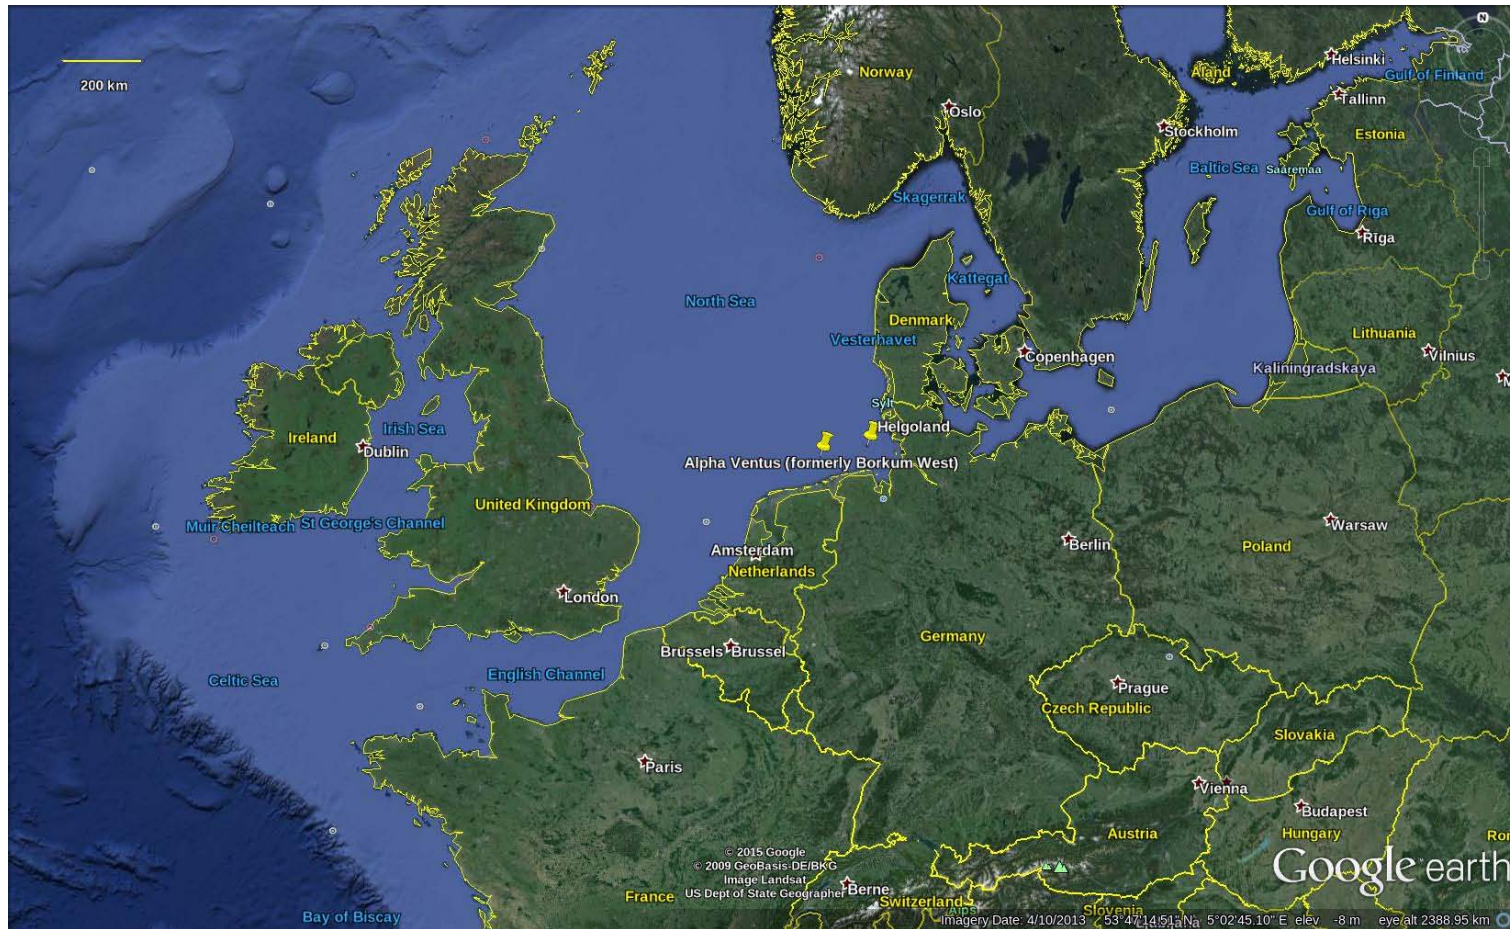 N
Helsinki
Åland
Norway
Gulf of Finland
200 km
Tallinn
Oslo
Stockholm
Estonia
Baltic Sea
Saaremaa
Skagerrak
Gulf of Riga
Rīga
Kattegat
North Sea
Denmark
Lithuania
Vesterhavet
Copenhagen
Vilnius
Kaliningradskaya
M
Sylt
Helgoland
Irish Sea
Ireland
Dublin
Alpha Ventus (formerly Borkum West)
United Kingdom
Muir Cheilteach
St George's Channel
Warsaw
Amsterdam
Berlin
Poland
Netherlands
London
Germany
Brussels-Brussel
English Channel
Celtic Sea
Prague
Czech Republic
Slovakia
Paris
Vienna
Budapest
Austria
Hungary
Ron
© 2015 Google
© 2009 GeoBasis-DE/BKG
Image Landsat
US Dept of State Geographer
Google earth
Berne
France
Switzerland
Alps
Slovenia
Bay of Biscay
Imagery Date: 4/10/2013 53°47'14.51" N 5°02'45.10" E elev -8 m eye alt 2388.95 km
Ljubljana